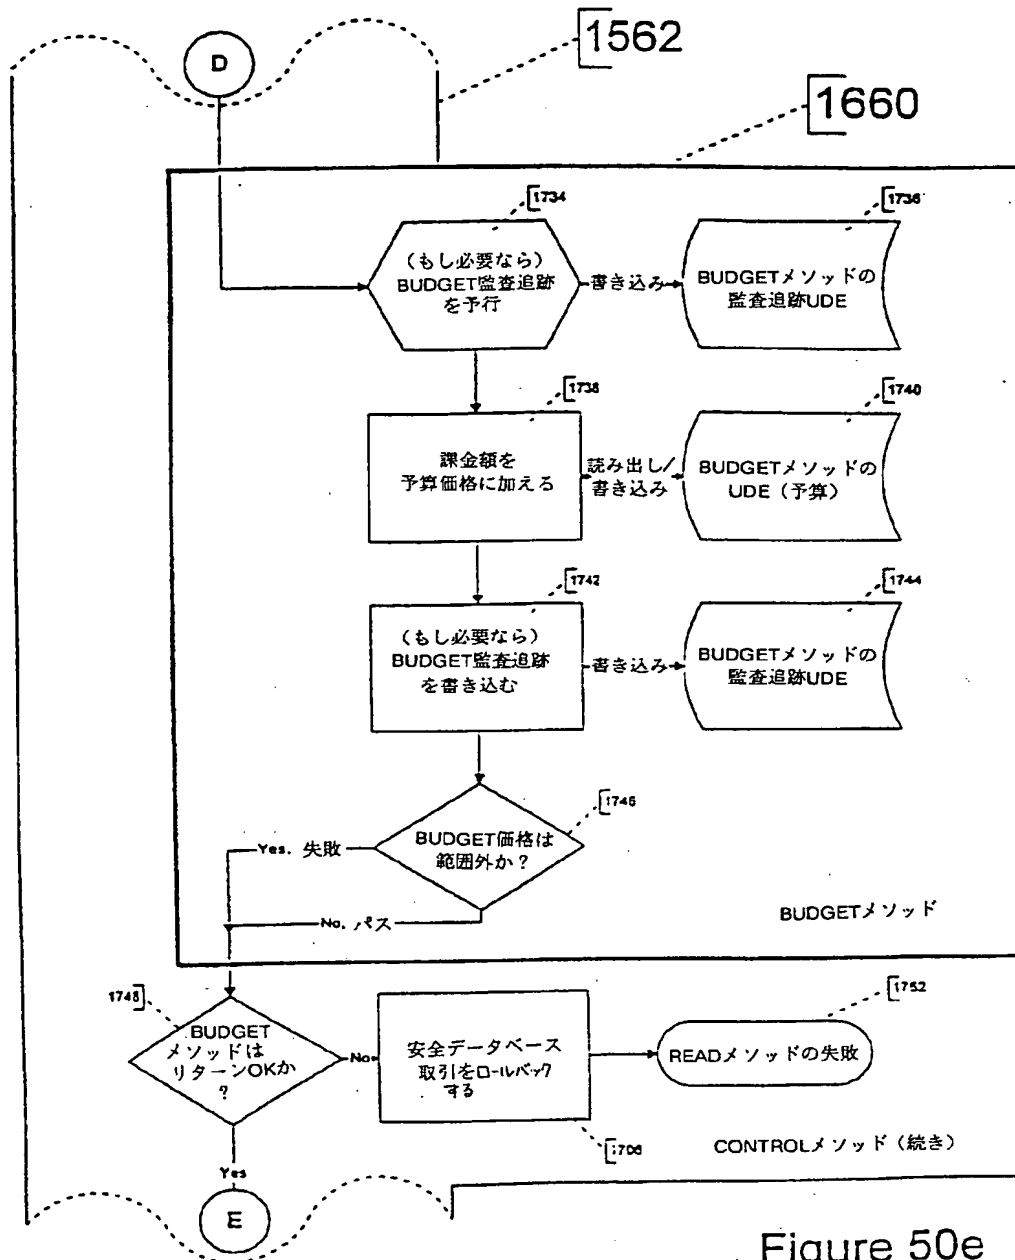 1562
D
1660
1734
1736
(もし必要なら)
BUDGET監査追跡
を予行
書き込み
BUDGETメソッドの
監査追跡UDE
1738
1740
課金額を
予算価格に加える
読み出し/
書き込み
BUDGETメソッドの
UDE(予算)
1742
1744
(もし必要なら)
BUDGET監査追跡
を書き込む
書き込み
BUDGETメソッドの
監査追跡UDE
1746
BUDGET価格は
範囲外か?
Yes. 失敗
No. パス
BUDGETメソッド
1748
1752
BUDGET
メソッドは
リターンOKか
?
No
安全データベース
取引をロールバック
する
READメソッドの失敗
CONTROLメソッド(続き)
Yes
E
Figure 50e